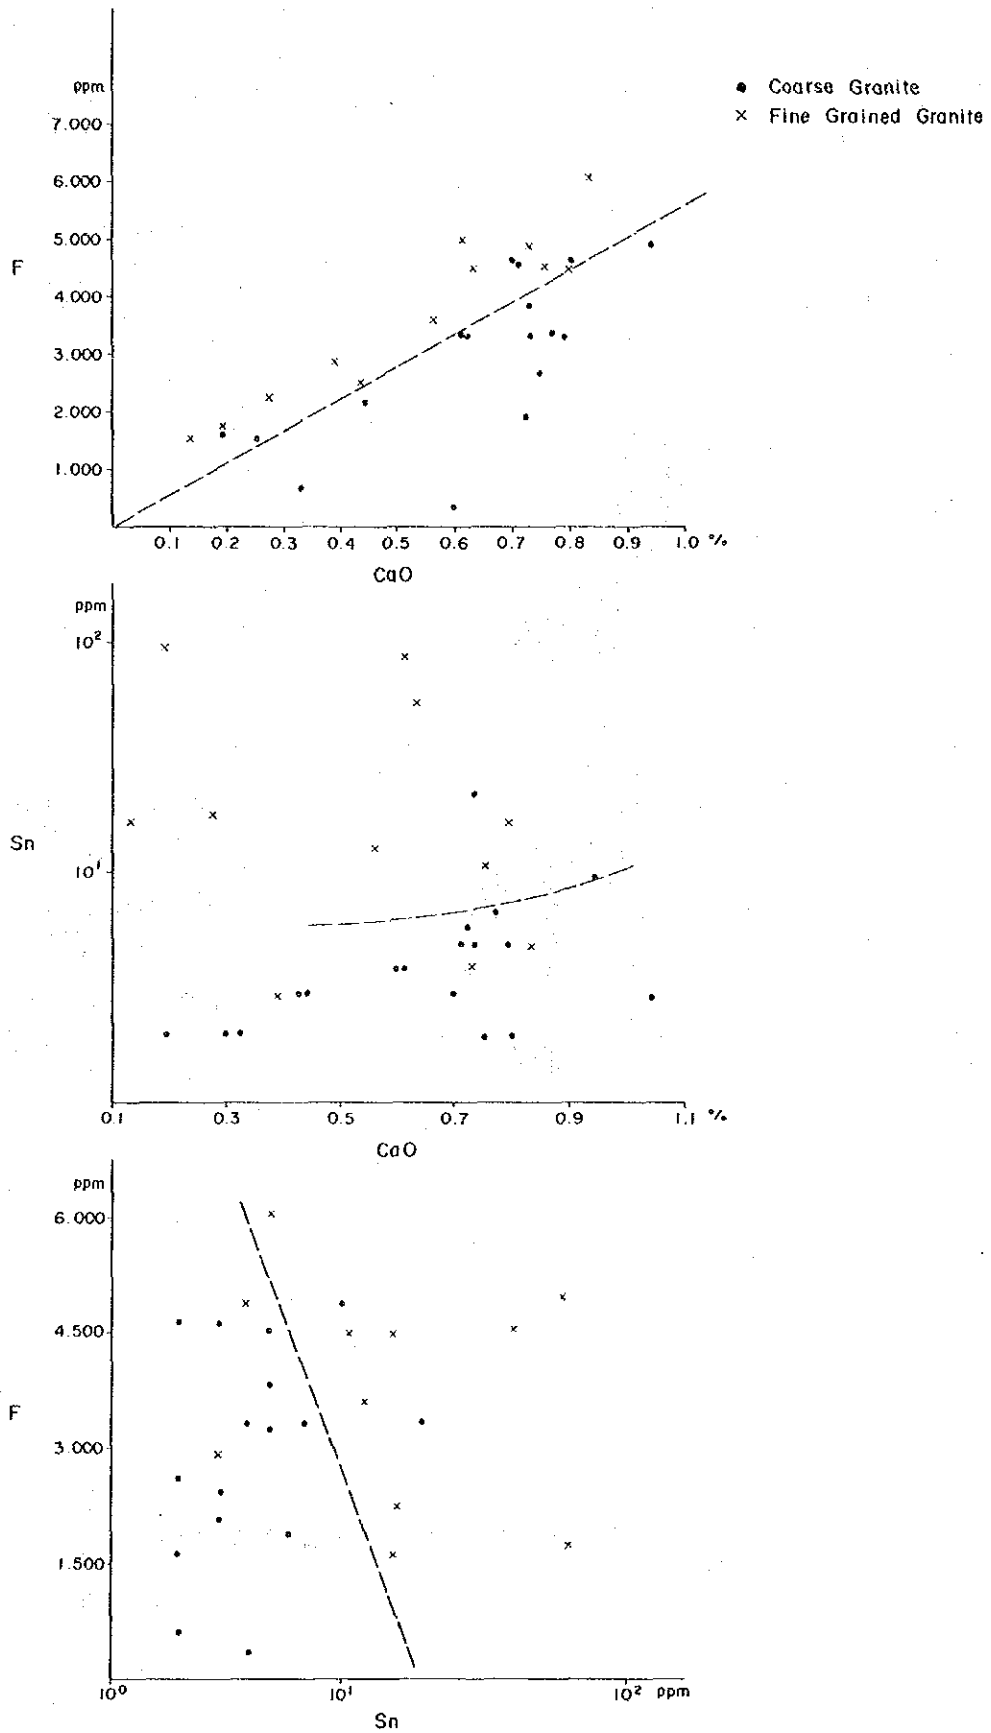 ppm
● Coarse Granite
× Fine Grained Granite
7.000
6.000
5.000
F
4.000
3.000
2.000
1.000
0.1 0.2 0.3 0.4 0.5 0.6 0.7 0.8 0.9 1.0 %
CaO
ppm
10²
Sn
10¹
0.1 0.3 0.5 0.7 0.9 1.1 %
CaO
ppm
6.000
4.500
F
3.000
1.500
10⁰ 10¹ 10² ppm
Sn